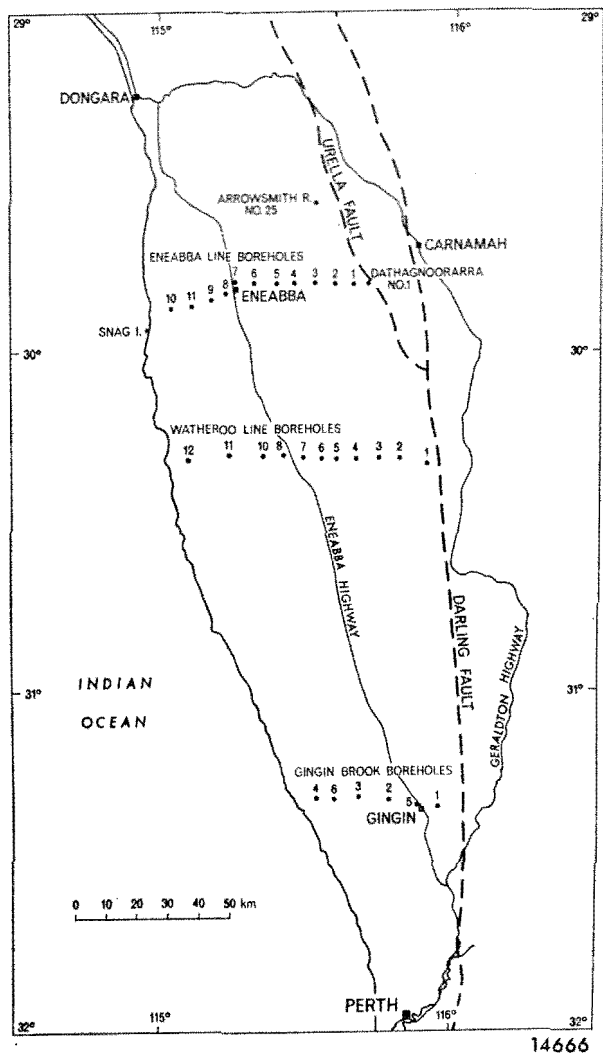 29°
115°
116°
29°
DONGARA
URELLA FAULT
ARROWSMITH R.
NO. 25
CARNAMAH
ENEABBA LINE BOREHOLES
7 6 5 4 3 2 1 DATHAGNOORARRA
NO.1
10 11 9 8 ENEABBA
SNAG I.
30°
30°
WATHEROO LINE BOREHOLES
12 11 10 8 7 6 5 4 3 2 1
ENEABBA HIGHWAY
DARLING FAULT
GERALDTON HIGHWAY
31°
31°
INDIAN
OCEAN
GINGIN BROOK BOREHOLES
4 6 3 2 5 1
GINGIN
0 10 20 30 40 50 km
PERTH
32°
115°
116°
32°
14666